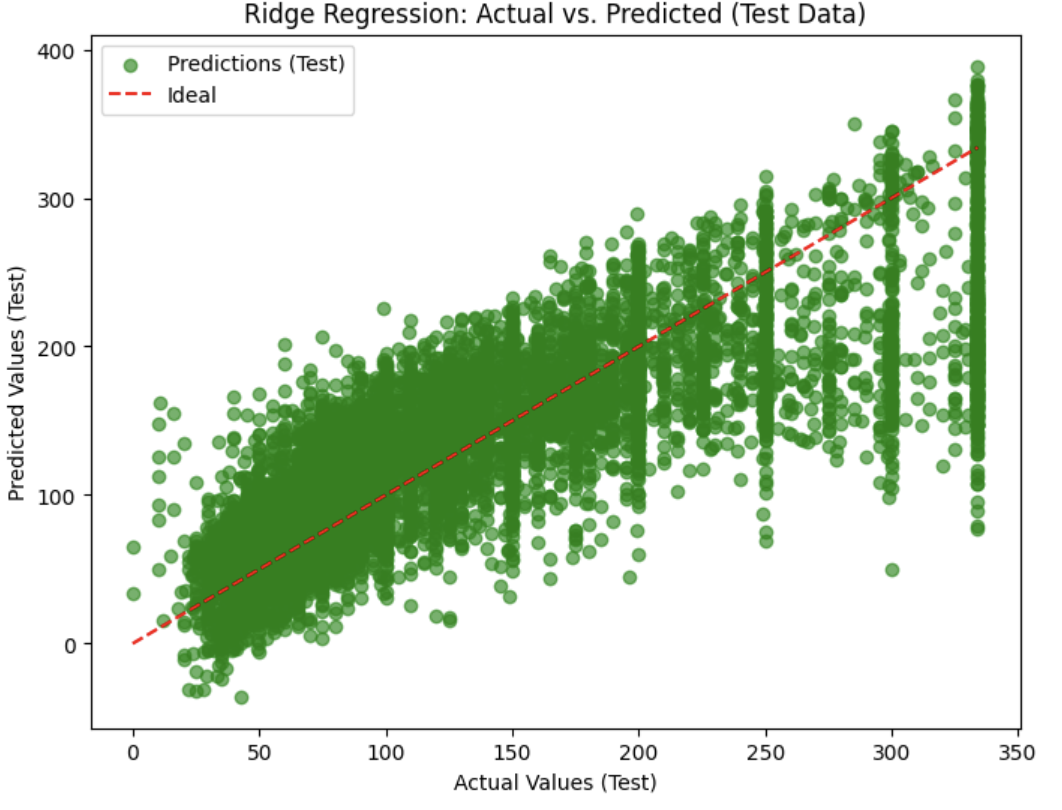 Ridge Regression: Actual vs. Predicted (Test Data)
Predictions (Test)
Ideal
Predicted Values (Test)
400
300
200
100
0
0 50 100 150 200 250 300 350
Actual Values (Test)